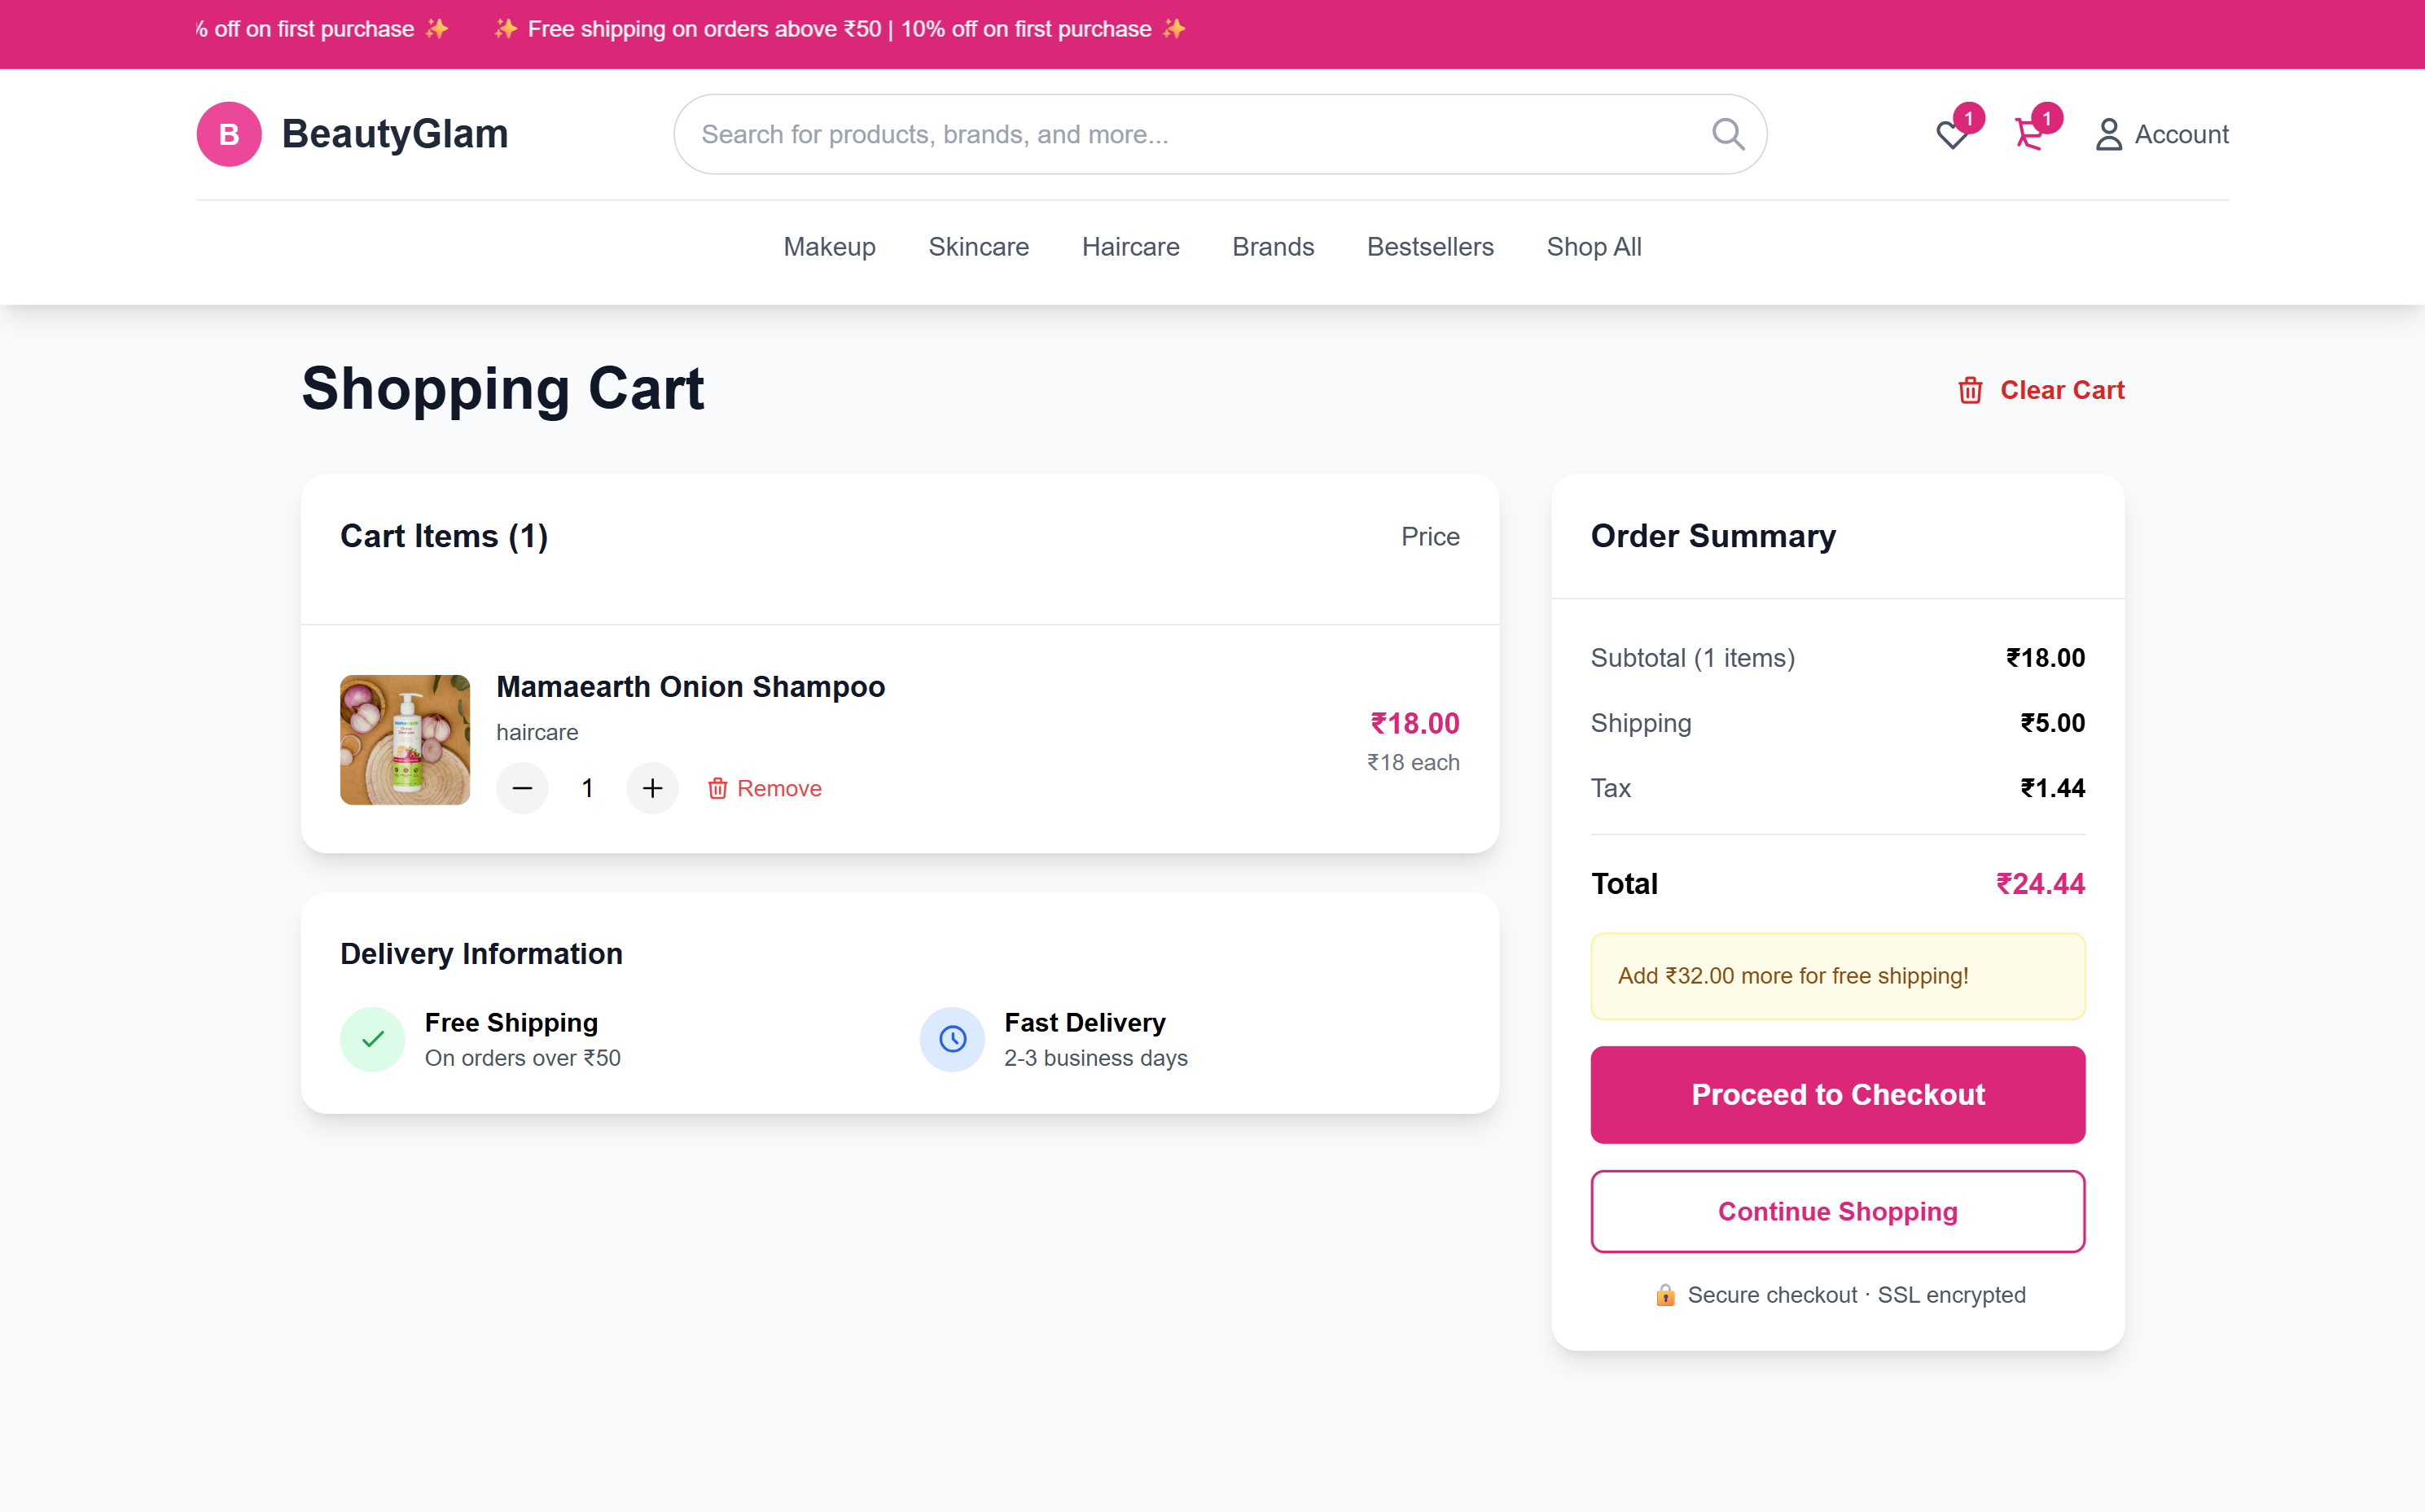 % off on first purchase ✨ ✨ Free shipping on orders above ₹50 | 10% off on first purchase ✨
B BeautyGlam
Search for products, brands, and more...
1
1
Account
Makeup Skincare Haircare Brands Bestsellers Shop All
Shopping Cart
Clear Cart
Cart Items (1)
Price
Mamaearth Onion Shampoo
haircare
1
Remove
₹18.00
₹18 each
Delivery Information
Free Shipping
On orders over ₹50
Fast Delivery
2-3 business days
Order Summary
Subtotal (1 items) ₹18.00
Shipping ₹5.00
Tax ₹1.44
Total ₹24.44
Add ₹32.00 more for free shipping!
Proceed to Checkout
Continue Shopping
🔒 Secure checkout · SSL encrypted